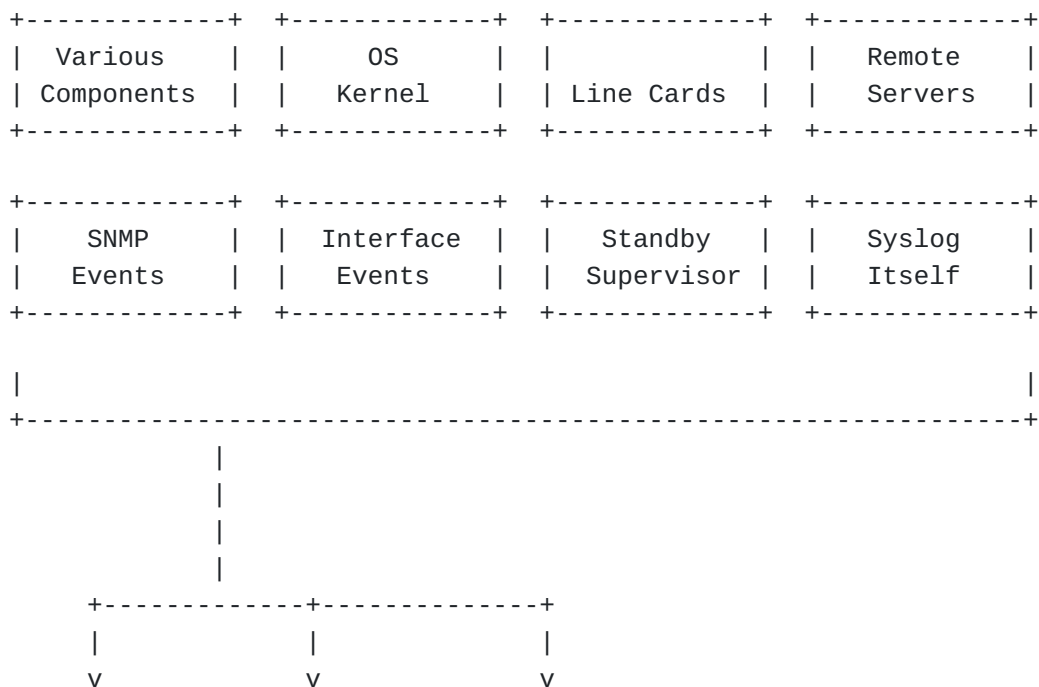 +-------------+  +-------------+  +-------------+  +-------------+
|   Various    |  |     OS      |  |             |  |   Remote    |
| Components  |  |   Kernel    |  | Line Cards  |  |   Servers   |
+-------------+  +-------------+  +-------------+  +-------------+
+-------------+  +-------------+  +-------------+  +-------------+
|    SNMP     |  |  Interface  |  |   Standby   |  |   Syslog    |
|   Events    |  |   Events    |  |  Supervisor |  |   Itself    |
+-------------+  +-------------+  +-------------+  +-------------+
|                                                                |
+----------------------------------------------------------------+
             |
             |
             |
             |
     +-------------+--------------+
     |             |              |
     v             v              v